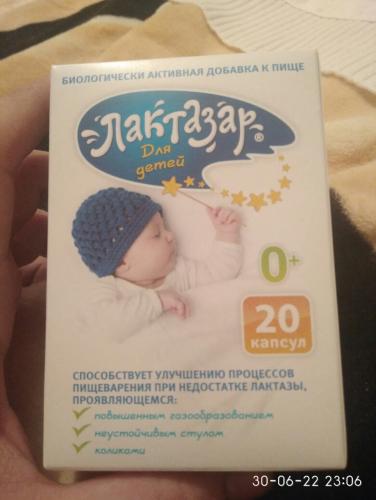 БИОЛОГИЧЕСКИ АКТИВНАЯ ДОБАВКА К ПИЩЕ
Лактазар®
Для
детей
0+
20
капсул
СПОСОБСТВУЕТ УЛУЧШЕНИЮ ПРОЦЕССОВ
ПИЩЕВАРЕНИЯ ПРИ НЕДОСТАТКЕ ЛАКТАЗЫ,
ПРОЯВЛЯЮЩЕМСЯ:
повышенным газообразованием
неустойчивым стулом
коликами
30-06-22 23:06